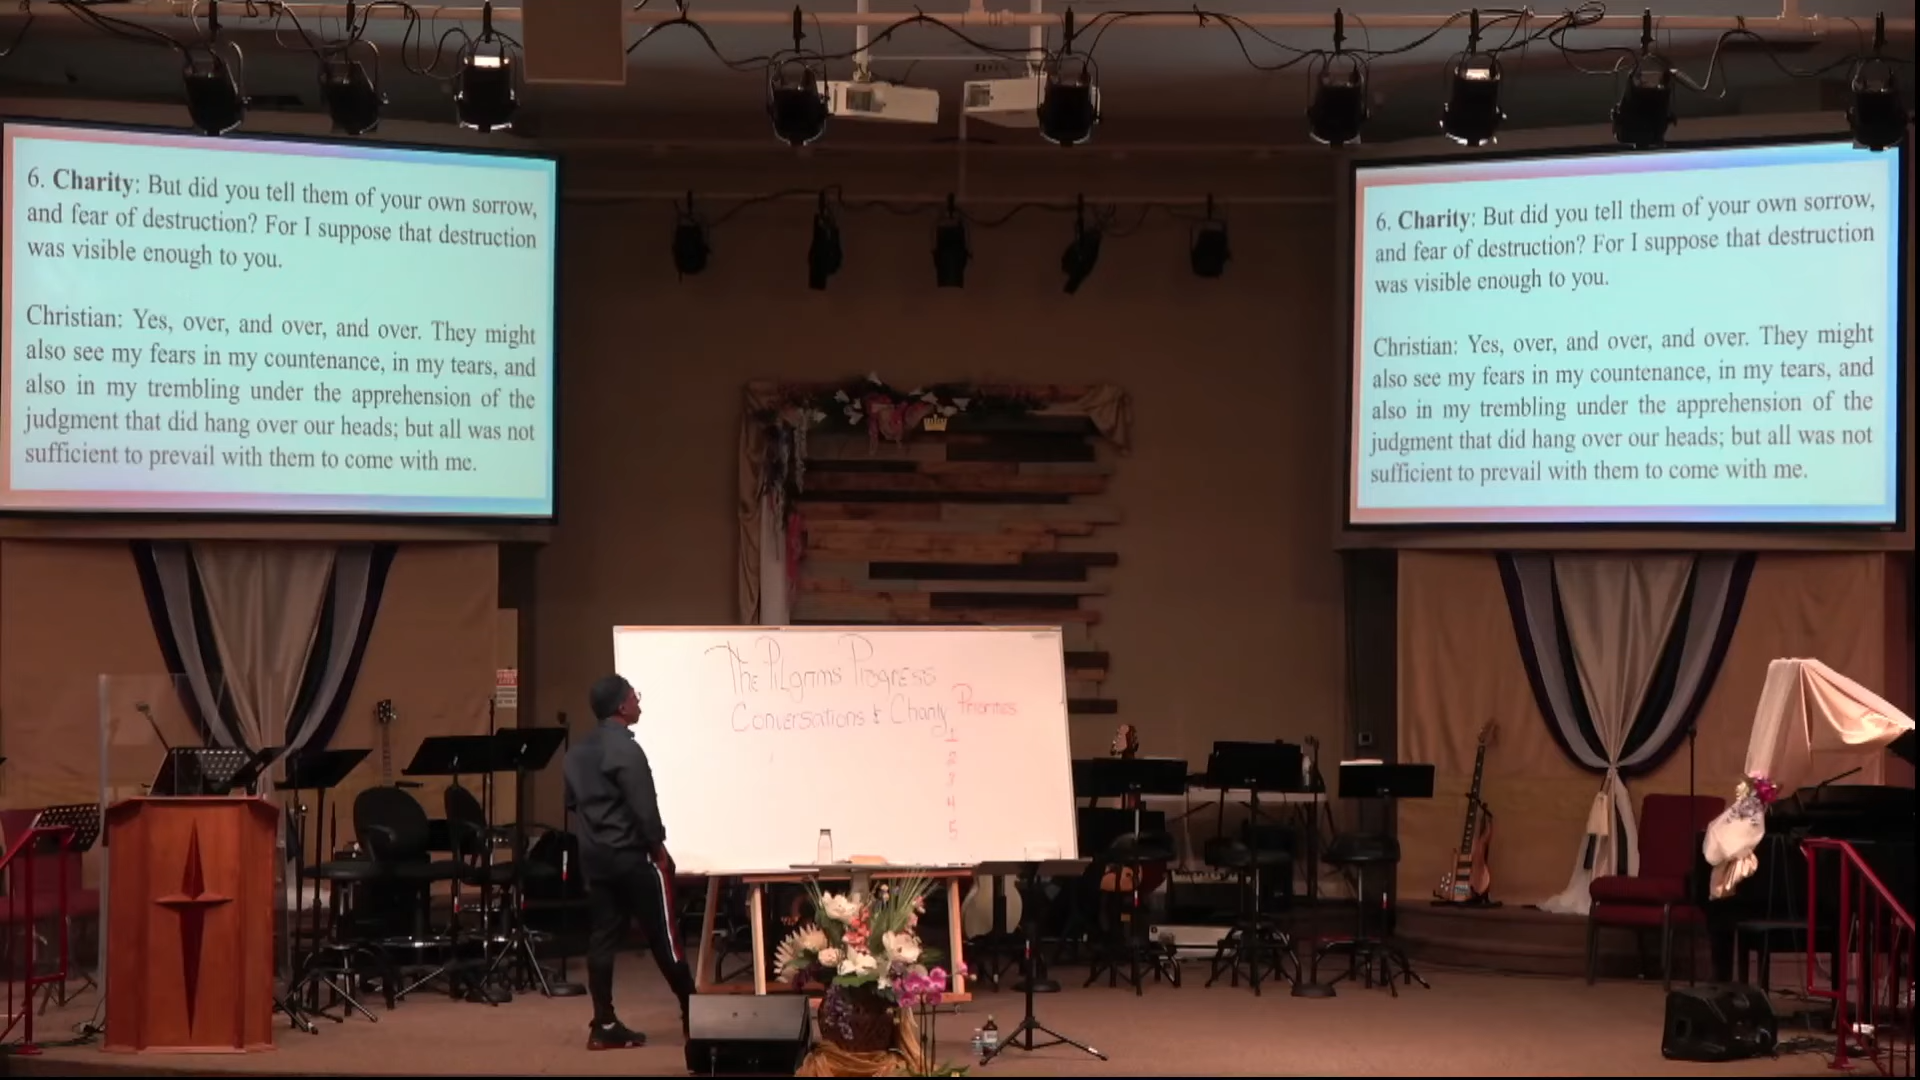 6. Charity: But did you tell them of your own sorrow,
and fear of destruction? For I suppose that destruction
was visible enough to you.
Christian: Yes, over, and over, and over. They might
also see my fears in my countenance, in my tears, and
also in my trembling under the apprehension of the
judgment that did hang over our heads; but all was not
sufficient to prevail with them to come with me.
6. Charity: But did you tell them of your own sorrow,
and fear of destruction? For I suppose that destruction
was visible enough to you.
Christian: Yes, over, and over, and over. They might
also see my fears in my countenance, in my tears, and
also in my trembling under the apprehension of the
judgment that did hang over our heads; but all was not
sufficient to prevail with them to come with me.
The Pilgrims Progress
Conversations & Charity Priorities
1
2
3
4
5